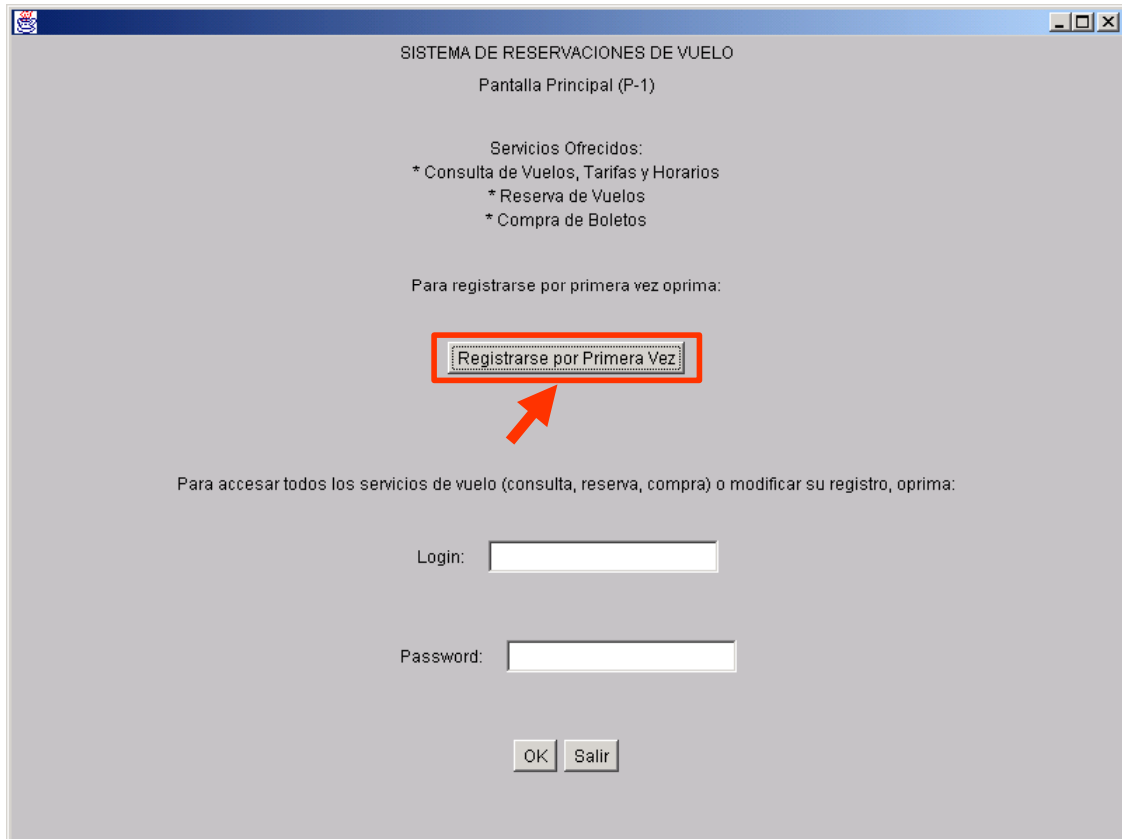 SISTEMA DE RESERVACIONES DE VUELO
Pantalla Principal (P-1)
Servicios Ofrecidos:
* Consulta de Vuelos, Tarifas y Horarios
* Reserva de Vuelos
* Compra de Boletos
Para registrarse por primera vez oprima:
Registrarse por Primera Vez
Para accesar todos los servicios de vuelo (consulta, reserva, compra) o modificar su registro, oprima:
Login:
Password:
OK Salir